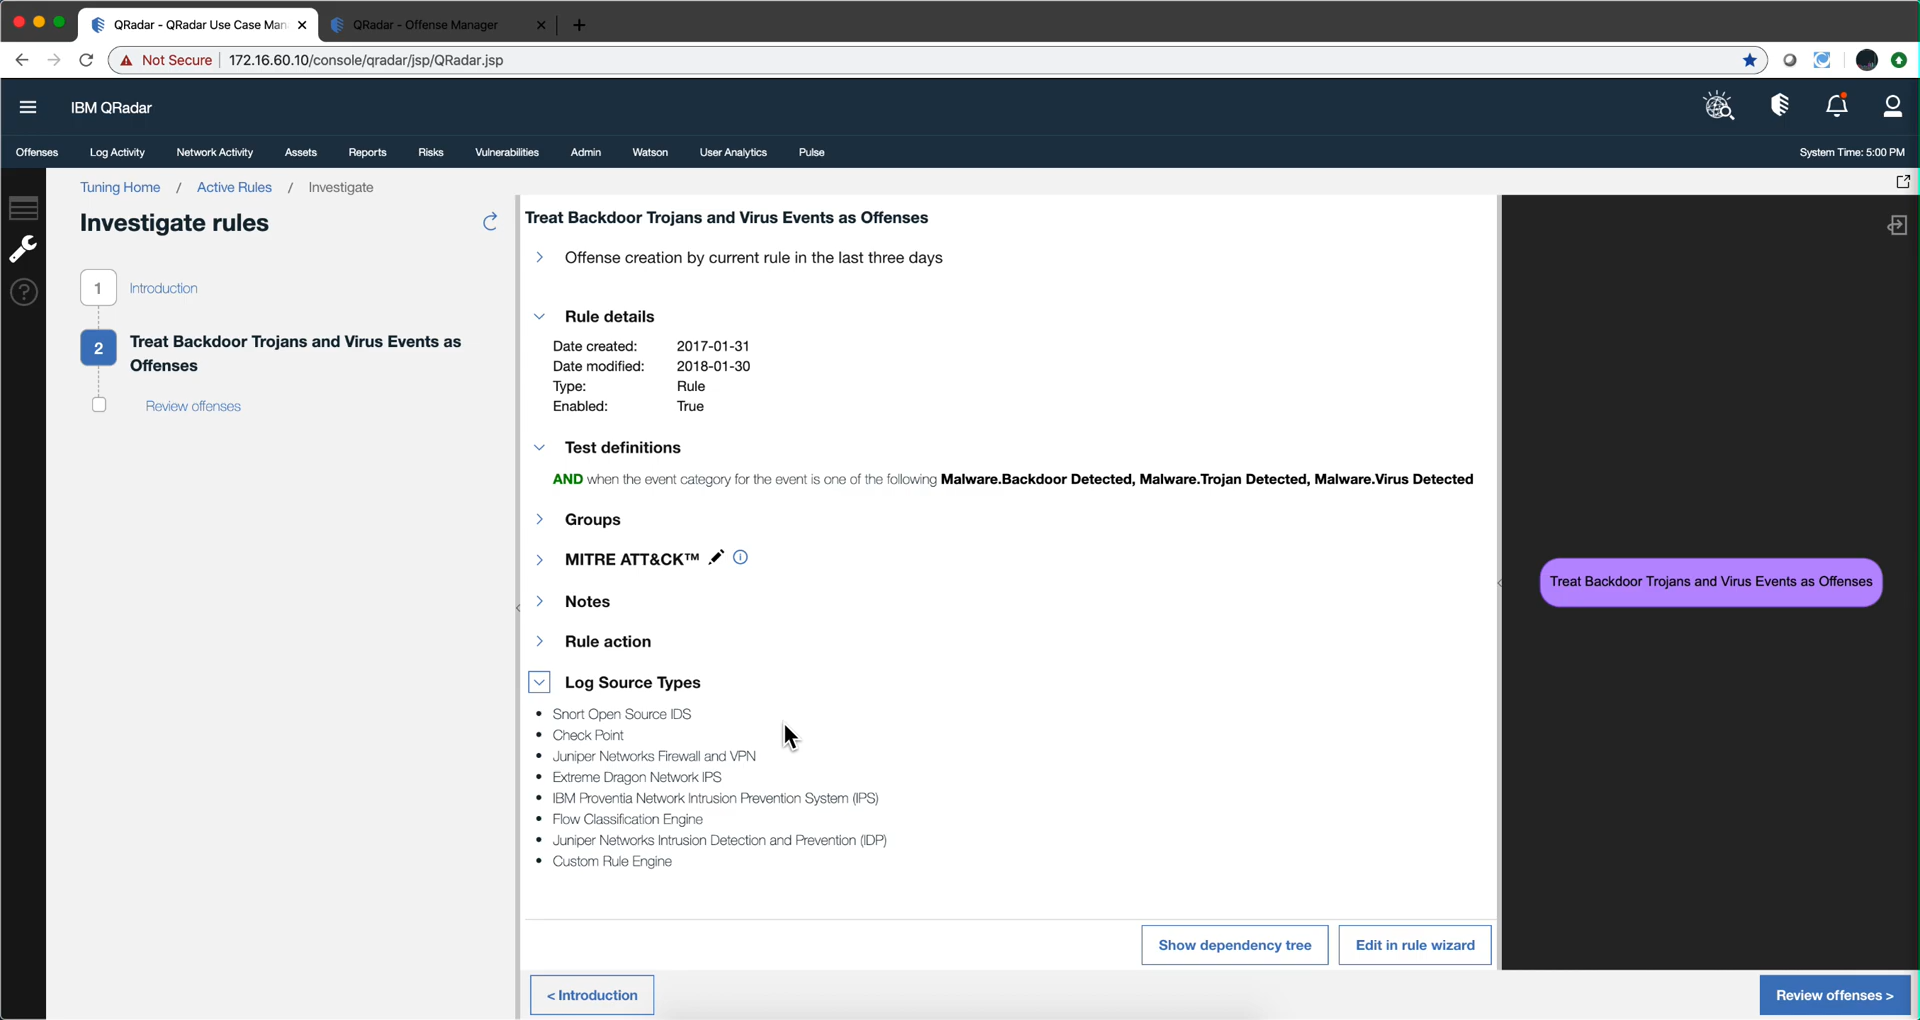 QRadar - QRadar Use Case Man
QRadar - Offense Manager
Not Secure
172.16.60.10/console/qradar/jsp/QRadar.jsp
IBM QRadar
Offenses
Log Activity
Network Activity
Assets
Reports
Risks
Vulnerabilities
Admin
Watson
User Analytics
Pulse
System Time: 5:00 PM
Tuning Home / Active Rules / Investigate
Investigate rules
1 Introduction
2 Treat Backdoor Trojans and Virus Events as
Offenses
Review offenses
Treat Backdoor Trojans and Virus Events as Offenses
Offense creation by current rule in the last three days
Rule details
Date created: 2017-01-31
Date modified: 2018-01-30
Type: Rule
Enabled: True
Test definitions
AND when the event category for the event is one of the following Malware.Backdoor Detected, Malware.Trojan Detected, Malware.Virus Detected
Groups
MITRE ATT&CK™
Notes
Rule action
Log Source Types
• Snort Open Source IDS
• Check Point
• Juniper Networks Firewall and VPN
• Extreme Dragon Network IPS
• IBM Proventia Network Intrusion Prevention System (IPS)
• Flow Classification Engine
• Juniper Networks Intrusion Detection and Prevention (IDP)
• Custom Rule Engine
Show dependency tree
Edit in rule wizard
< Introduction
Review offenses >
Treat Backdoor Trojans and Virus Events as Offenses